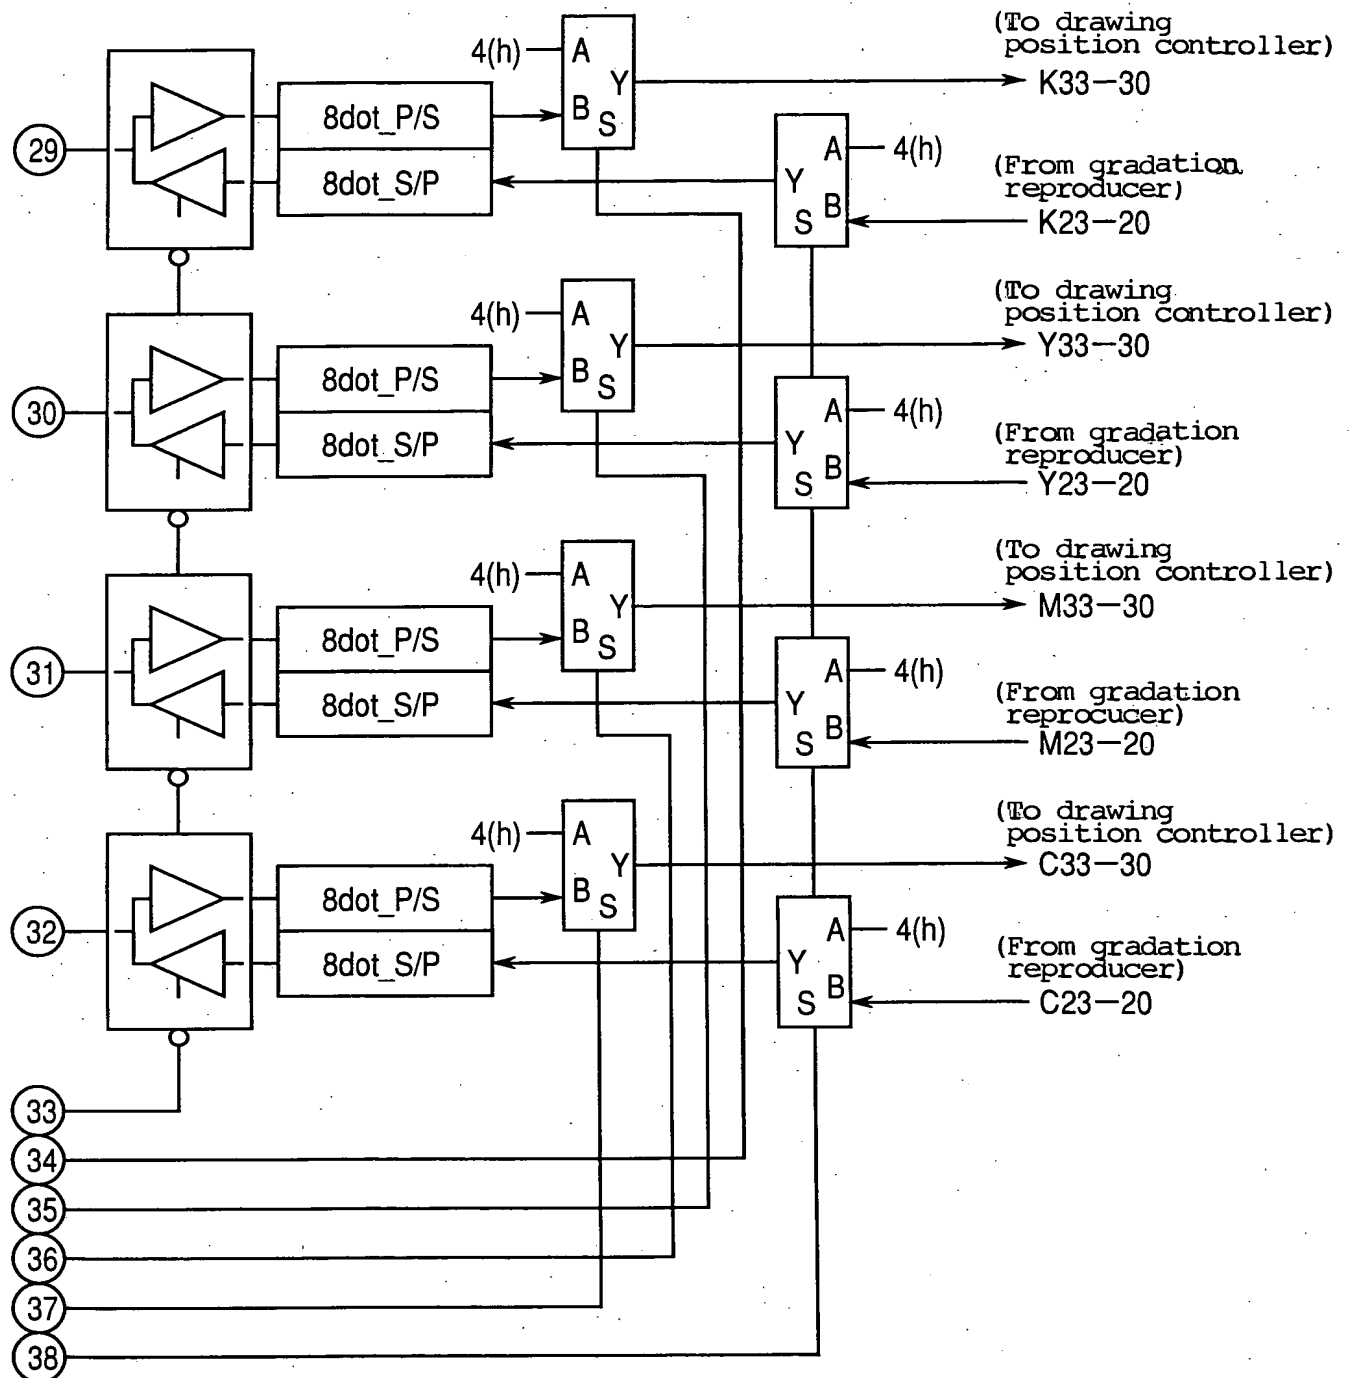 (To drawing
position controller)
4(h)
A
Y
B
S
K33-30
29
8dot_P/S
8dot_S/P
A
4(h)
Y
B
S
(From gradation
reproducer)
K23-20
(To drawing
position controller)
4(h)
A
Y
B
S
Y33-30
30
8dot_P/S
8dot_S/P
A
4(h)
Y
B
S
(From gradation
reproducer)
Y23-20
(To drawing
position controller)
4(h)
A
Y
B
S
M33-30
31
8dot_P/S
8dot_S/P
A
4(h)
Y
B
S
(From gradation
reprocucer)
M23-20
(To drawing
position controller)
4(h)
A
Y
B
S
C33-30
32
8dot_P/S
8dot_S/P
A
4(h)
Y
B
S
(From gradation
reproducer)
C23-20
33
34
35
36
37
38